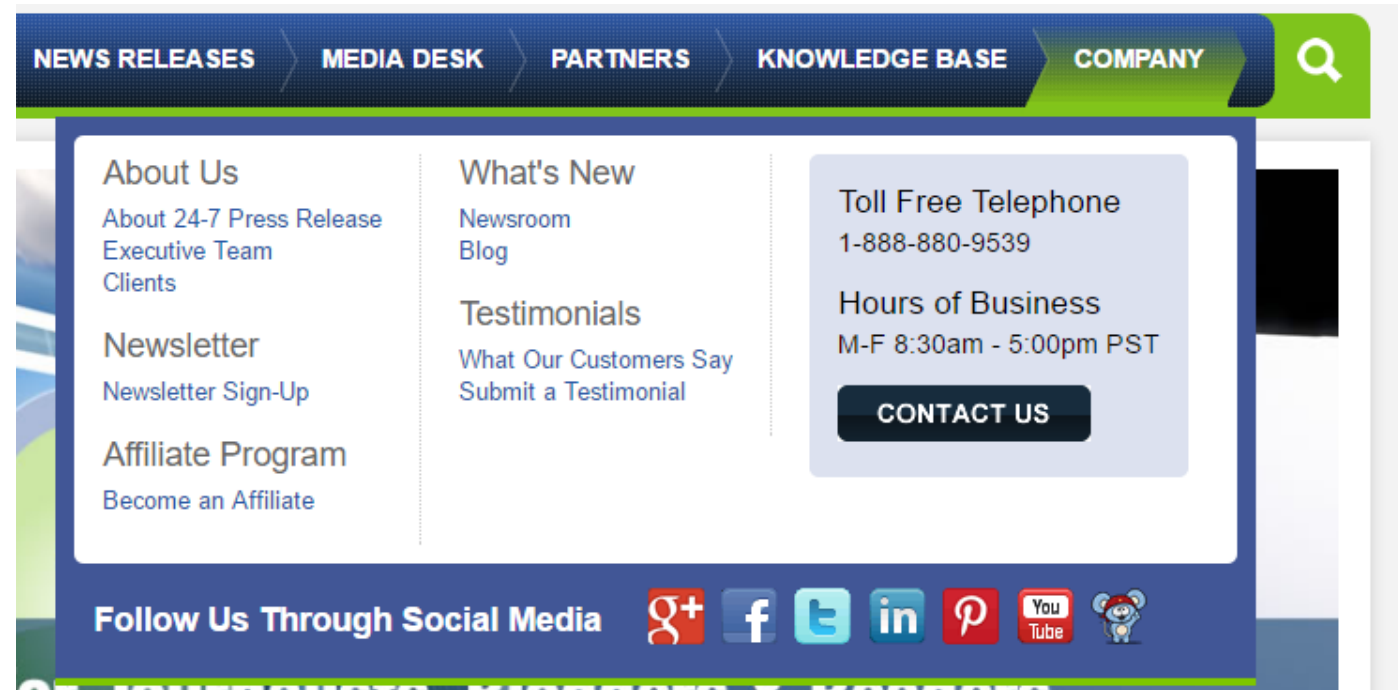 NEWS RELEASES
MEDIA DESK
PARTNERS
KNOWLEDGE BASE
COMPANY
About Us
About 24-7 Press Release
Executive Team
Clients
Newsletter
Newsletter Sign-Up
Affiliate Program
Become an Affiliate
What's New
Newsroom
Blog
Testimonials
What Our Customers Say
Submit a Testimonial
Toll Free Telephone
1-888-880-9539
Hours of Business
M-F 8:30am - 5:00pm PST
CONTACT US
Follow Us Through Social Media
g+
f
t
in
You
Tube